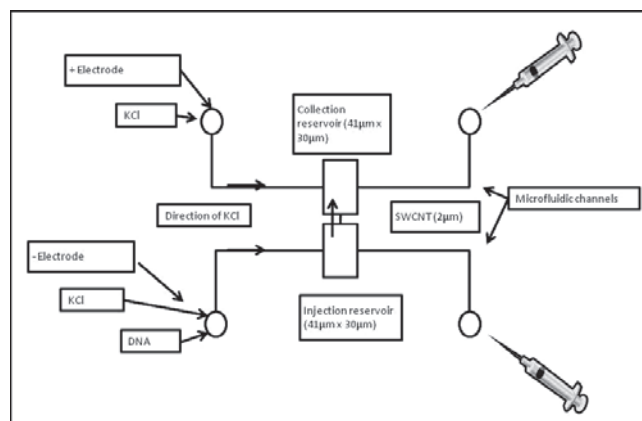 +Electrode
KCl
Collection
reservoir (41µm x
30µm)
Microfluidic channels
Direction of KCl
SWCNT (2µm)
-Electrode
KCl
DNA
Injection reservoir
(41µm x 30µm)